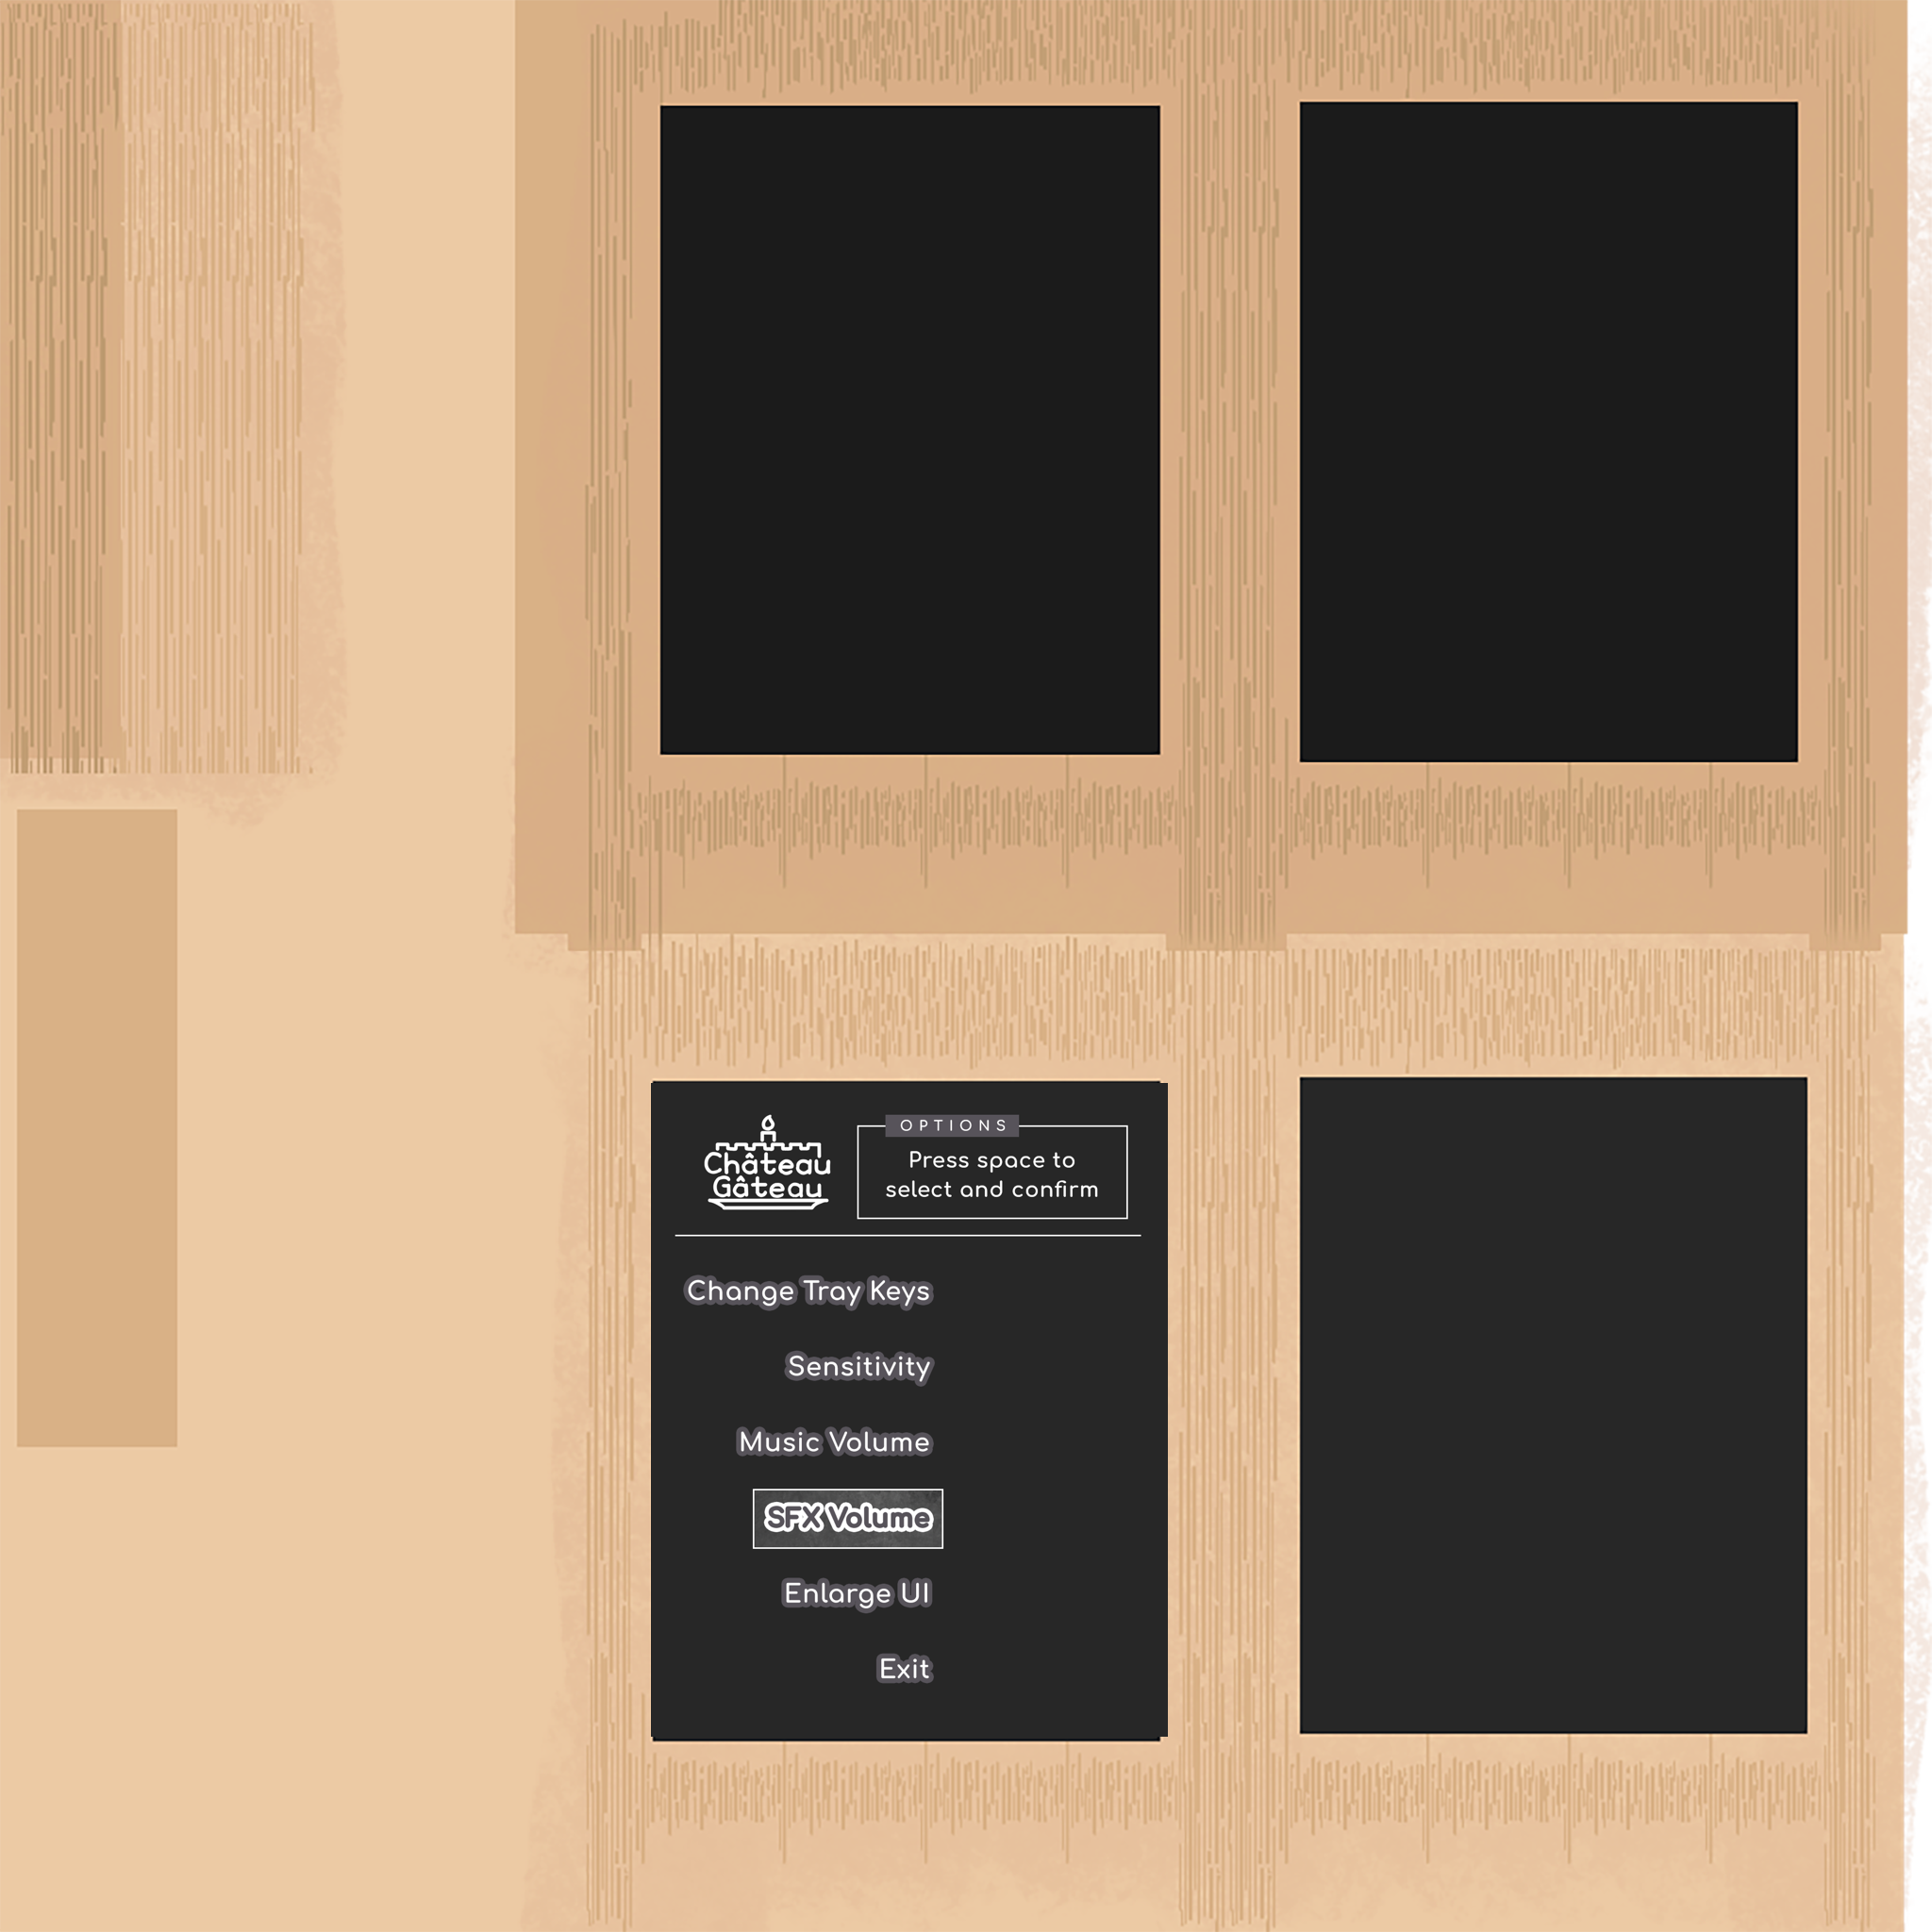 Château
Gâteau
OPTIONS
Press space to
select and confirm
Change Tray Keys
Sensitivity
Music Volume
SFX Volume
Enlarge UI
Exit